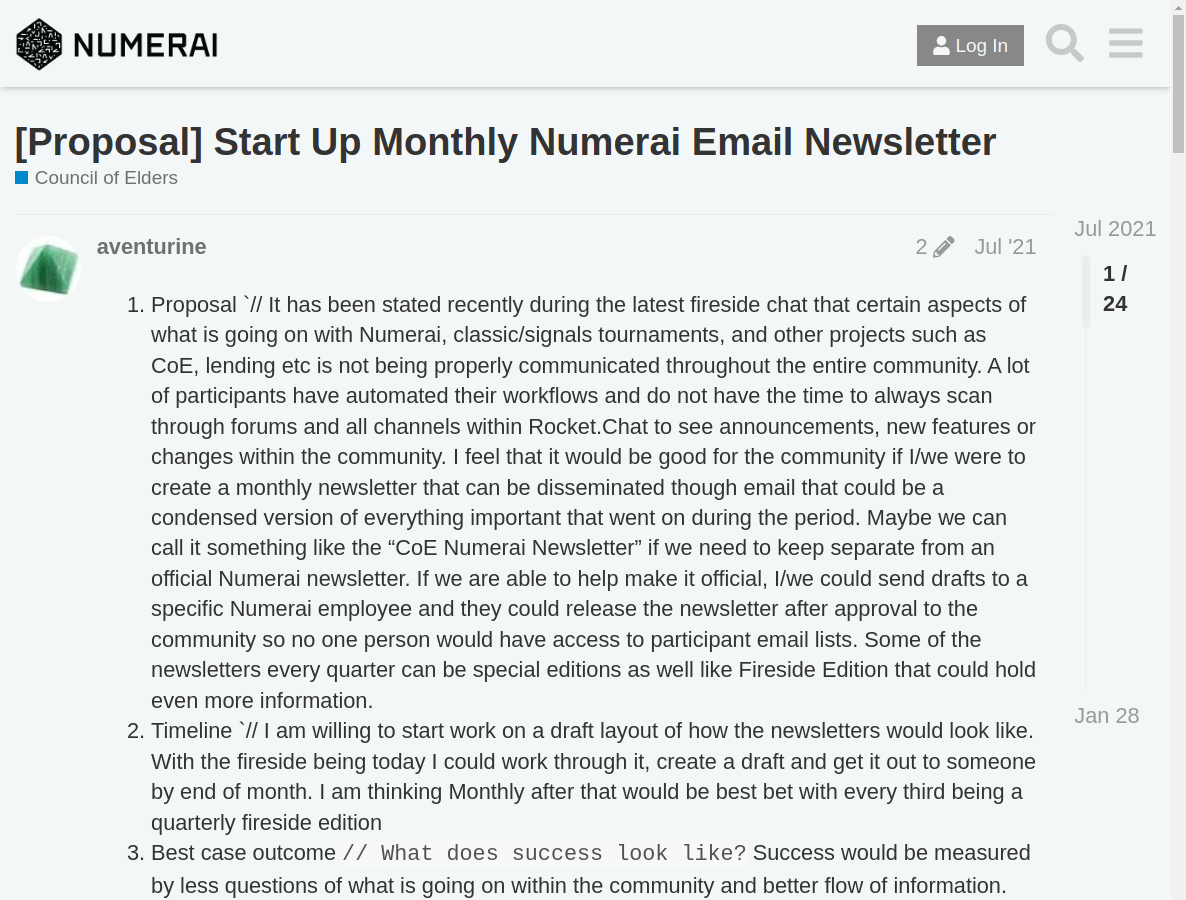 NUMERAI
Log In
[Proposal] Start Up Monthly Numerai Email Newsletter
Council of Elders
aventurine
2
Jul '21
Jul 2021
1 /
24
Jan 28
1. Proposal `// It has been stated recently during the latest fireside chat that certain aspects of
what is going on with Numerai, classic/signals tournaments, and other projects such as
CoE, lending etc is not being properly communicated throughout the entire community. A lot
of participants have automated their workflows and do not have the time to always scan
through forums and all channels within Rocket.Chat to see announcements, new features or
changes within the community. I feel that it would be good for the community if I/we were to
create a monthly newsletter that can be disseminated though email that could be a
condensed version of everything important that went on during the period. Maybe we can
call it something like the “CoE Numerai Newsletter” if we need to keep separate from an
official Numerai newsletter. If we are able to help make it official, I/we could send drafts to a
specific Numerai employee and they could release the newsletter after approval to the
community so no one person would have access to participant email lists. Some of the
newsletters every quarter can be special editions as well like Fireside Edition that could hold
even more information.
2. Timeline `// I am willing to start work on a draft layout of how the newsletters would look like.
With the fireside being today I could work through it, create a draft and get it out to someone
by end of month. I am thinking Monthly after that would be best bet with every third being a
quarterly fireside edition
3. Best case outcome // What does success look like? Success would be measured
by less questions of what is going on within the community and better flow of information.